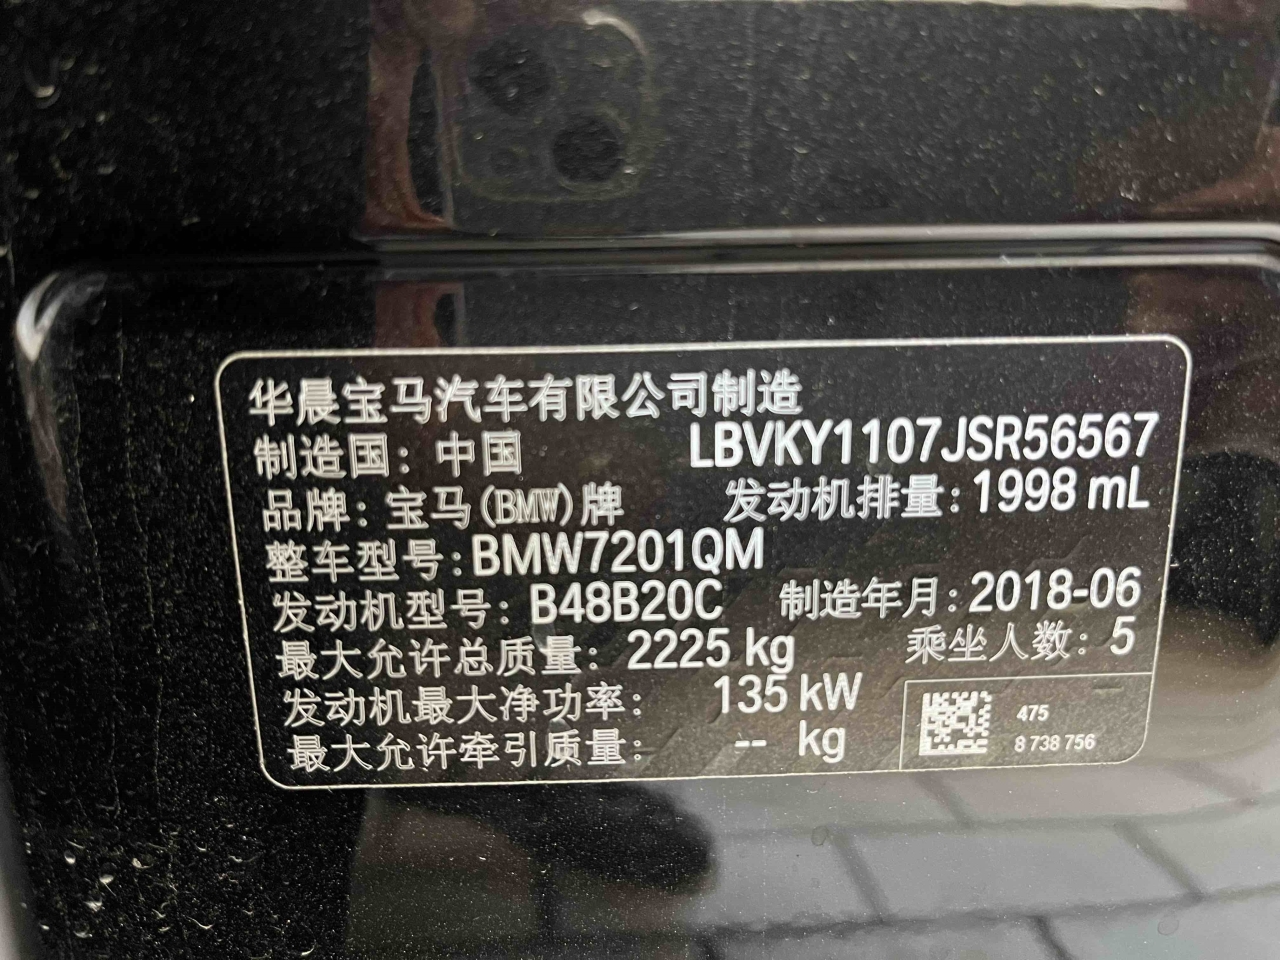 华晨宝马汽车有限公司制造
制造国：中国 LBVKY1107JSR56567
品牌：宝马(BMW)牌 发动机排量：1998 mL
整车型号：BMW7201QM
发动机型号：B48B20C 制造年月：2018-06
最大允许总质量：2225 kg 乘坐人数：5
发动机最大净功率：135 kW
最大允许牵引质量：-- kg
475
8 738 756